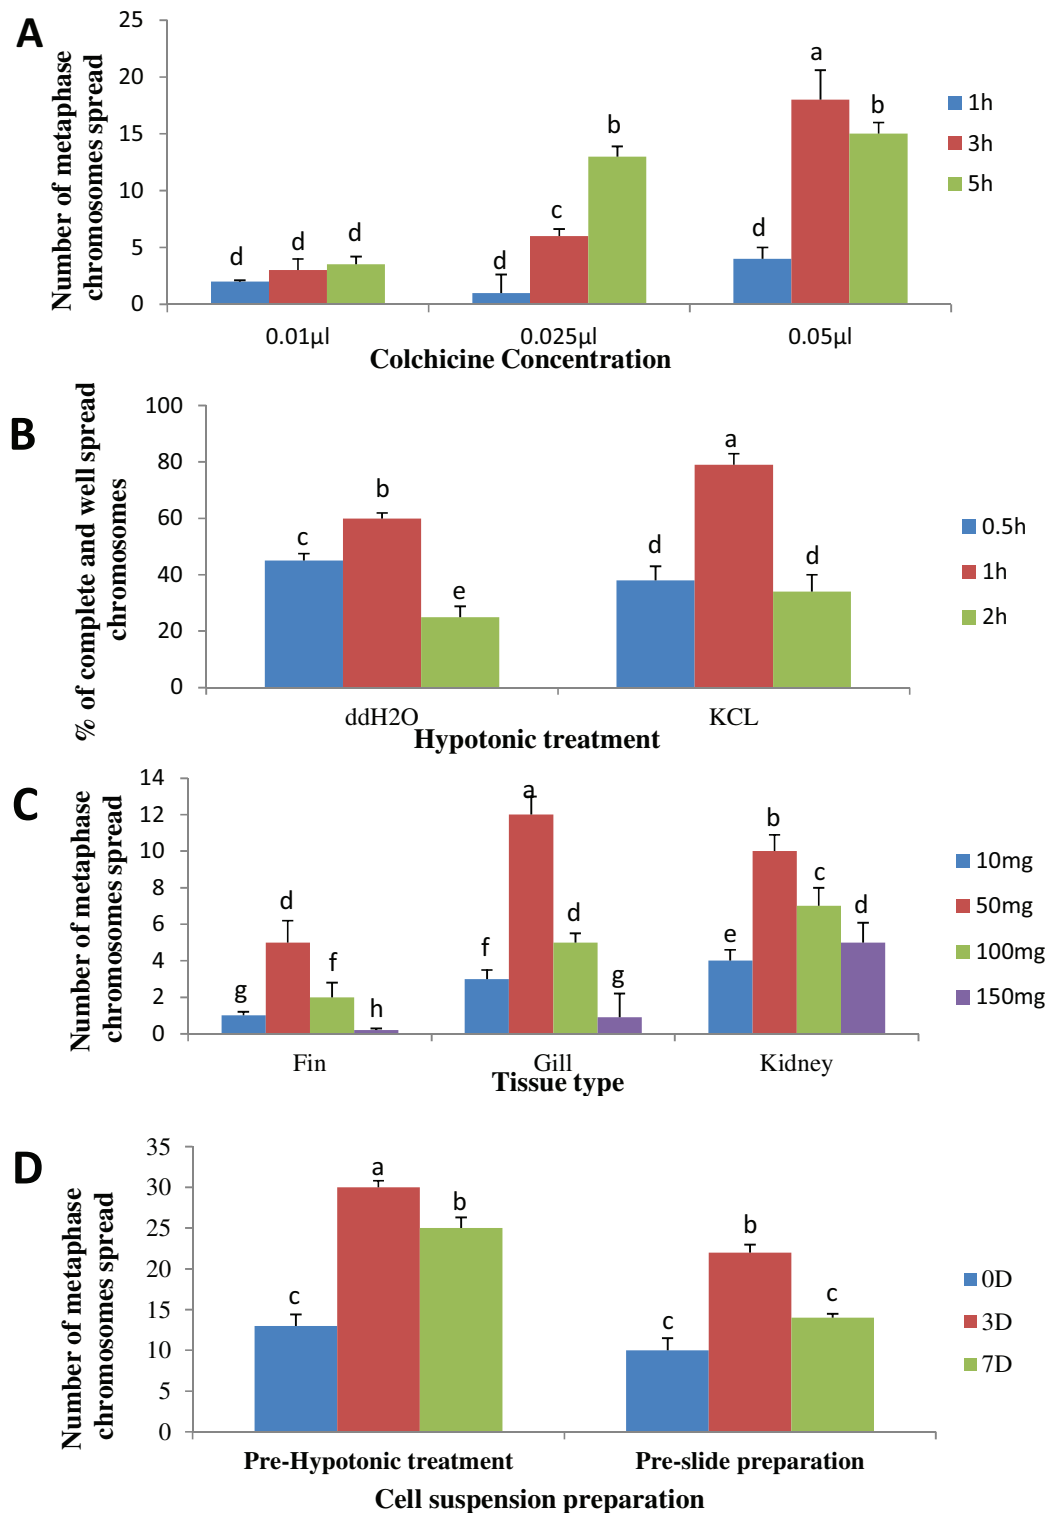 A
Number of metaphase
chromosomes spread
25
20
15
10
5
0
d
d
d
d
c
b
d
a
b
0.01µl
0.025µl
0.05µl
Colchicine Concentration
1h
3h
5h
B
% of complete and well spread
chromosomes
100
80
60
40
20
0
c
b
e
d
a
d
ddH2O
KCL
Hypotonic treatment
0.5h
1h
2h
C
Number of metaphase
chromosomes spread
14
12
10
8
6
4
2
0
g
d
f
h
f
a
d
g
e
b
c
d
Fin
Gill
Kidney
Tissue type
10mg
50mg
100mg
150mg
D
Number of metaphase
chromosomes spread
35
30
25
20
15
10
5
0
c
a
b
c
b
c
Pre-Hypotonic treatment
Pre-slide preparation
Cell suspension preparation
0D
3D
7D